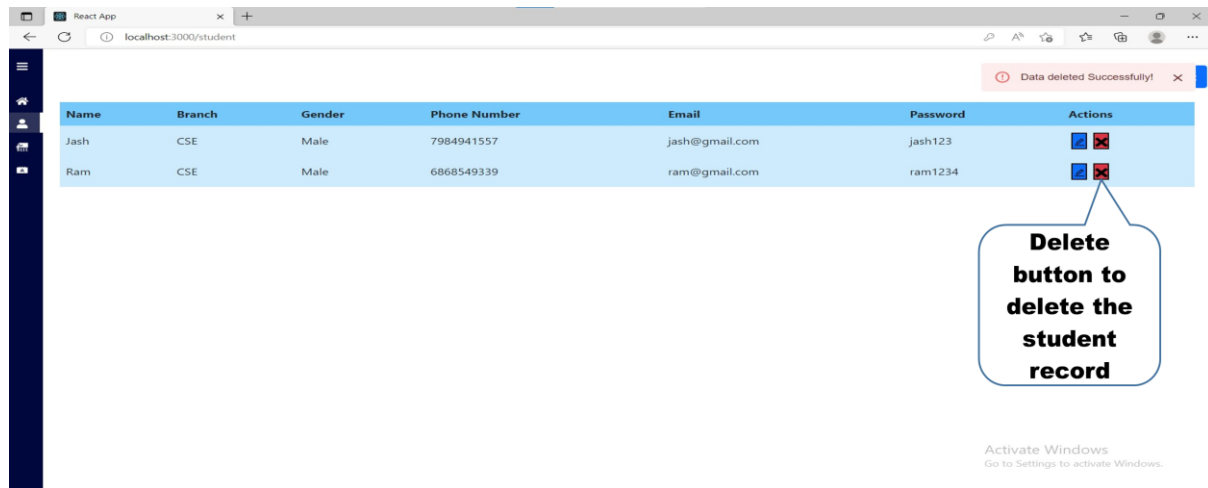 React App
localhost:3000/student
Data deleted Successfully!
Name Branch Gender Phone Number Email Password Actions
Jash CSE Male 7984941557 jash@gmail.com jash123
Ram CSE Male 6868549339 ram@gmail.com ram1234
Delete
button to
delete the
student
record
Activate Windows
Go to Settings to activate Windows.